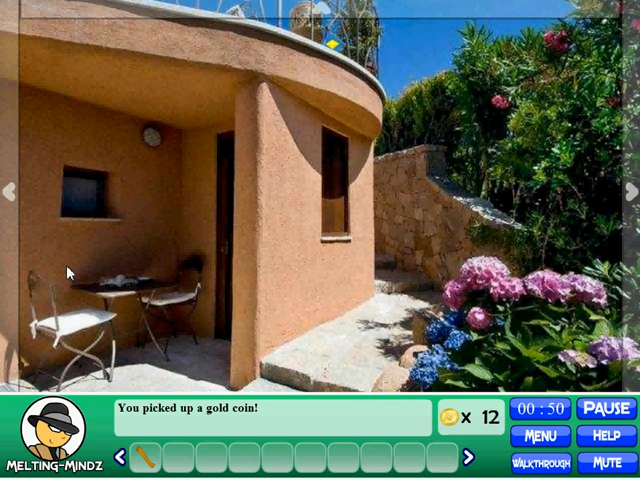 You picked up a gold coin!
x 12
00 : 50
PAUSE
MENU
HELP
MELTING-MINDZ
WALKTHROUGH
MUTE